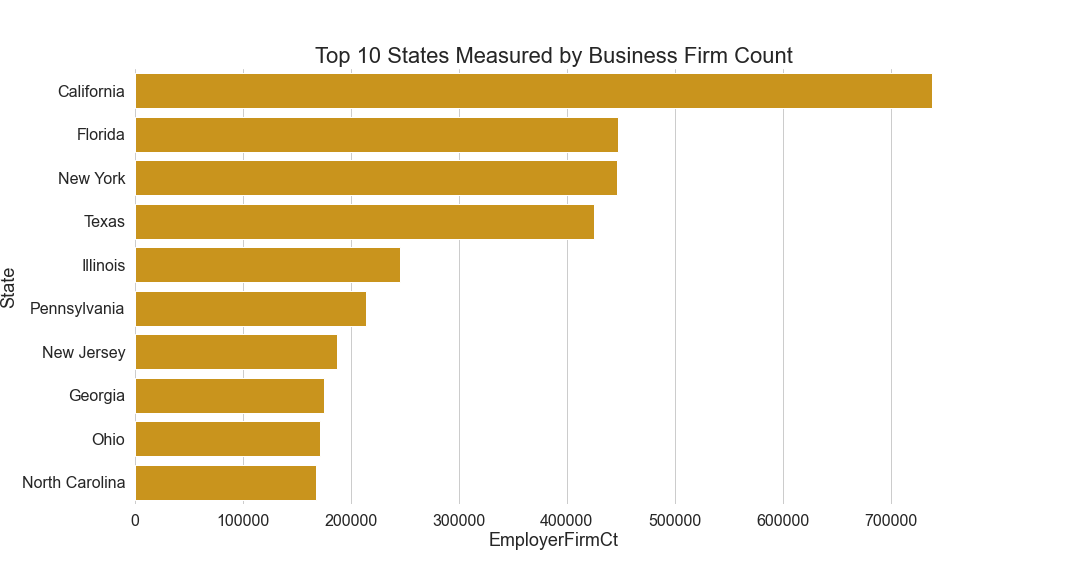 Top 10 States Measured by Business Firm Count
State
California
Florida
New York
Texas
Illinois
Pennsylvania
New Jersey
Georgia
Ohio
North Carolina
0 100000 200000 300000 400000 500000 600000 700000
EmployerFirmCt